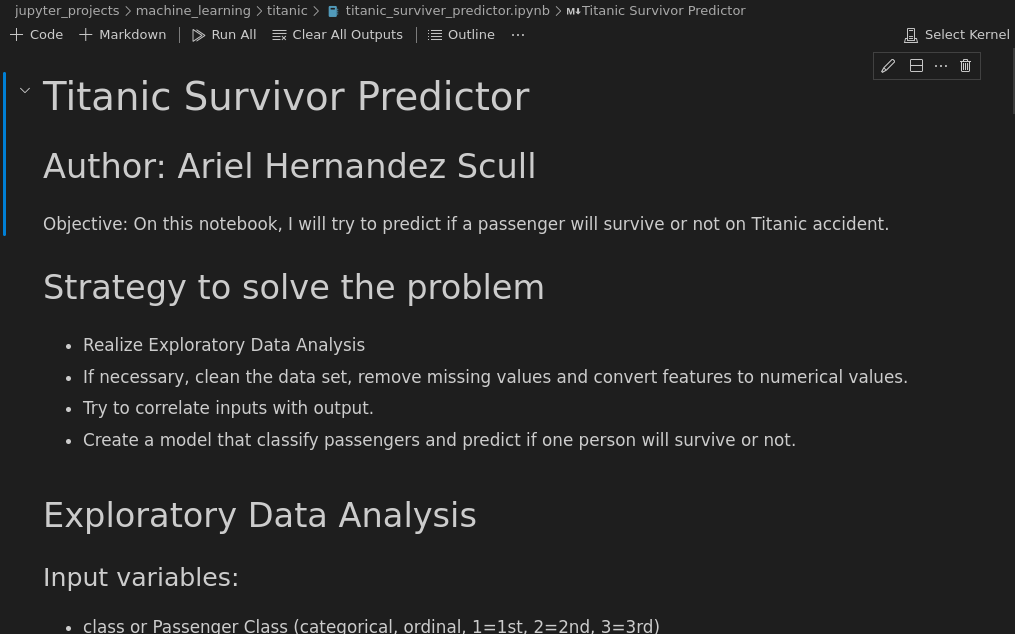 jupyter_projects > machine_learning > titanic > titanic_surviver_predictor.ipynb > M↓Titanic Survivor Predictor
+ Code + Markdown | Run All Clear All Outputs | Outline ··· Select Kernel
Titanic Survivor Predictor
Author: Ariel Hernandez Scull
Objective: On this notebook, I will try to predict if a passenger will survive or not on Titanic accident.
Strategy to solve the problem
• Realize Exploratory Data Analysis
• If necessary, clean the data set, remove missing values and convert features to numerical values.
• Try to correlate inputs with output.
• Create a model that classify passengers and predict if one person will survive or not.
Exploratory Data Analysis
Input variables:
• class or Passenger Class (categorical, ordinal, 1=1st, 2=2nd, 3=3rd)